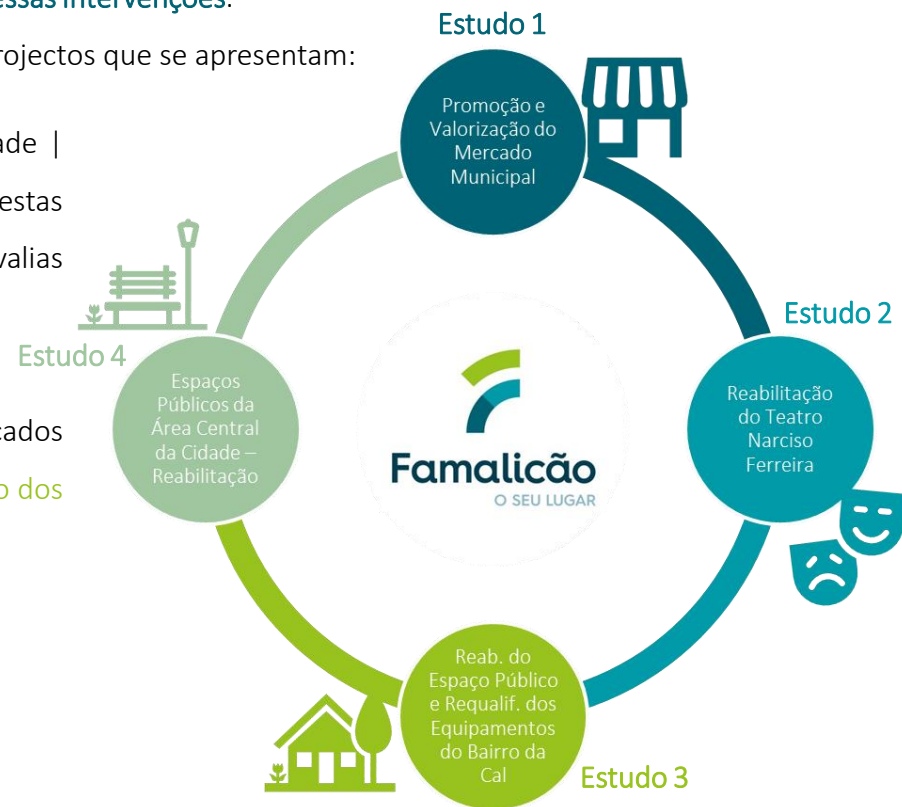 essas intervenções.
rojectos que se apresentam:
ade |
estas
valias
cados
o dos
Estudo 1
Promoção e
Valorização do
Mercado
Municipal
Estudo 2
Reabilitação
do Teatro
Narciso
Ferreira
Estudo 3
Reab. do
Espaço Público
e Requalif. dos
Equipamentos
do Bairro da
Cal
Estudo 4
Espaços
Públicos da
Área Central
da Cidade –
Reabilitação
Famalicão
O SEU LUGAR